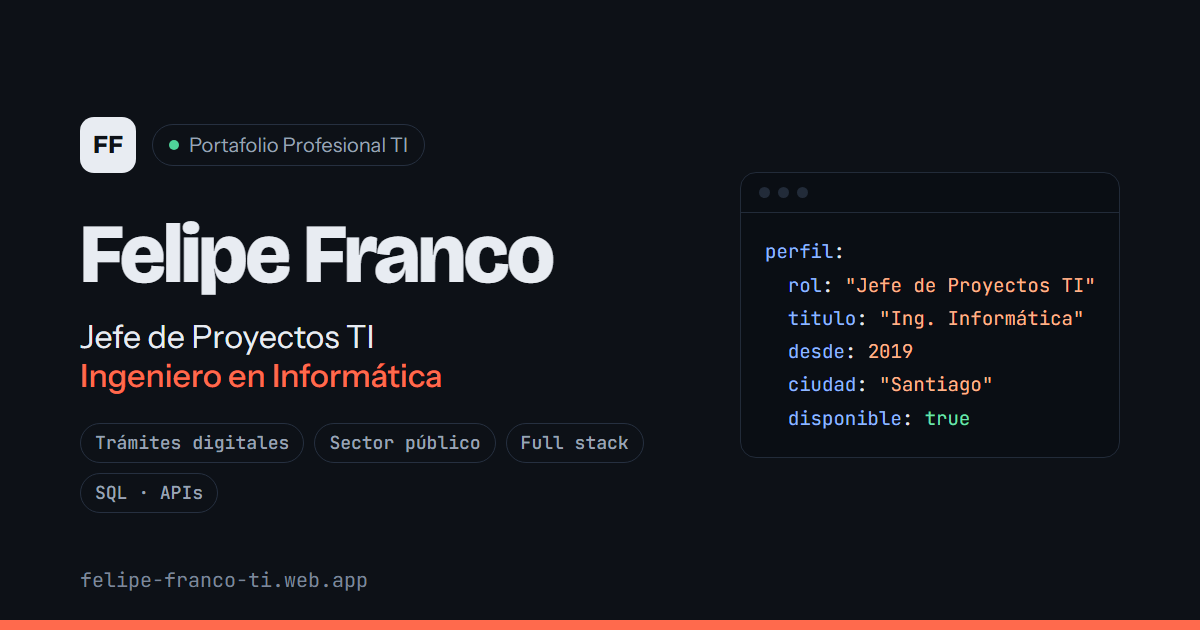 FF
Portafolio Profesional TI
Felipe Franco
Jefe de Proyectos TI
Ingeniero en Informática
Trámites digitales
Sector público
Full stack
SQL · APIs
felipe-franco-ti.web.app
perfil:
rol: "Jefe de Proyectos TI"
titulo: "Ing. Informática"
desde: 2019
ciudad: "Santiago"
disponible: true